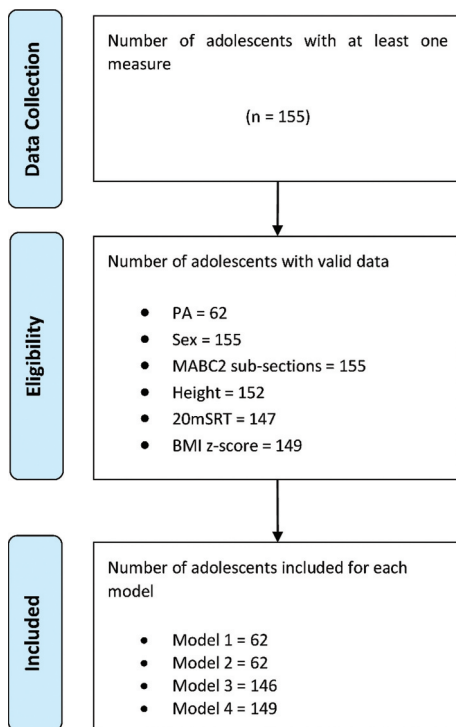 Data Collection
Number of adolescents with at least one
measure
(n = 155)
Eligibility
Number of adolescents with valid data
• PA = 62
• Sex = 155
• MABC2 sub-sections = 155
• Height = 152
• 20mSRT = 147
• BMI z-score = 149
Included
Number of adolescents included for each
model
• Model 1 = 62
• Model 2 = 62
• Model 3 = 146
• Model 4 = 149